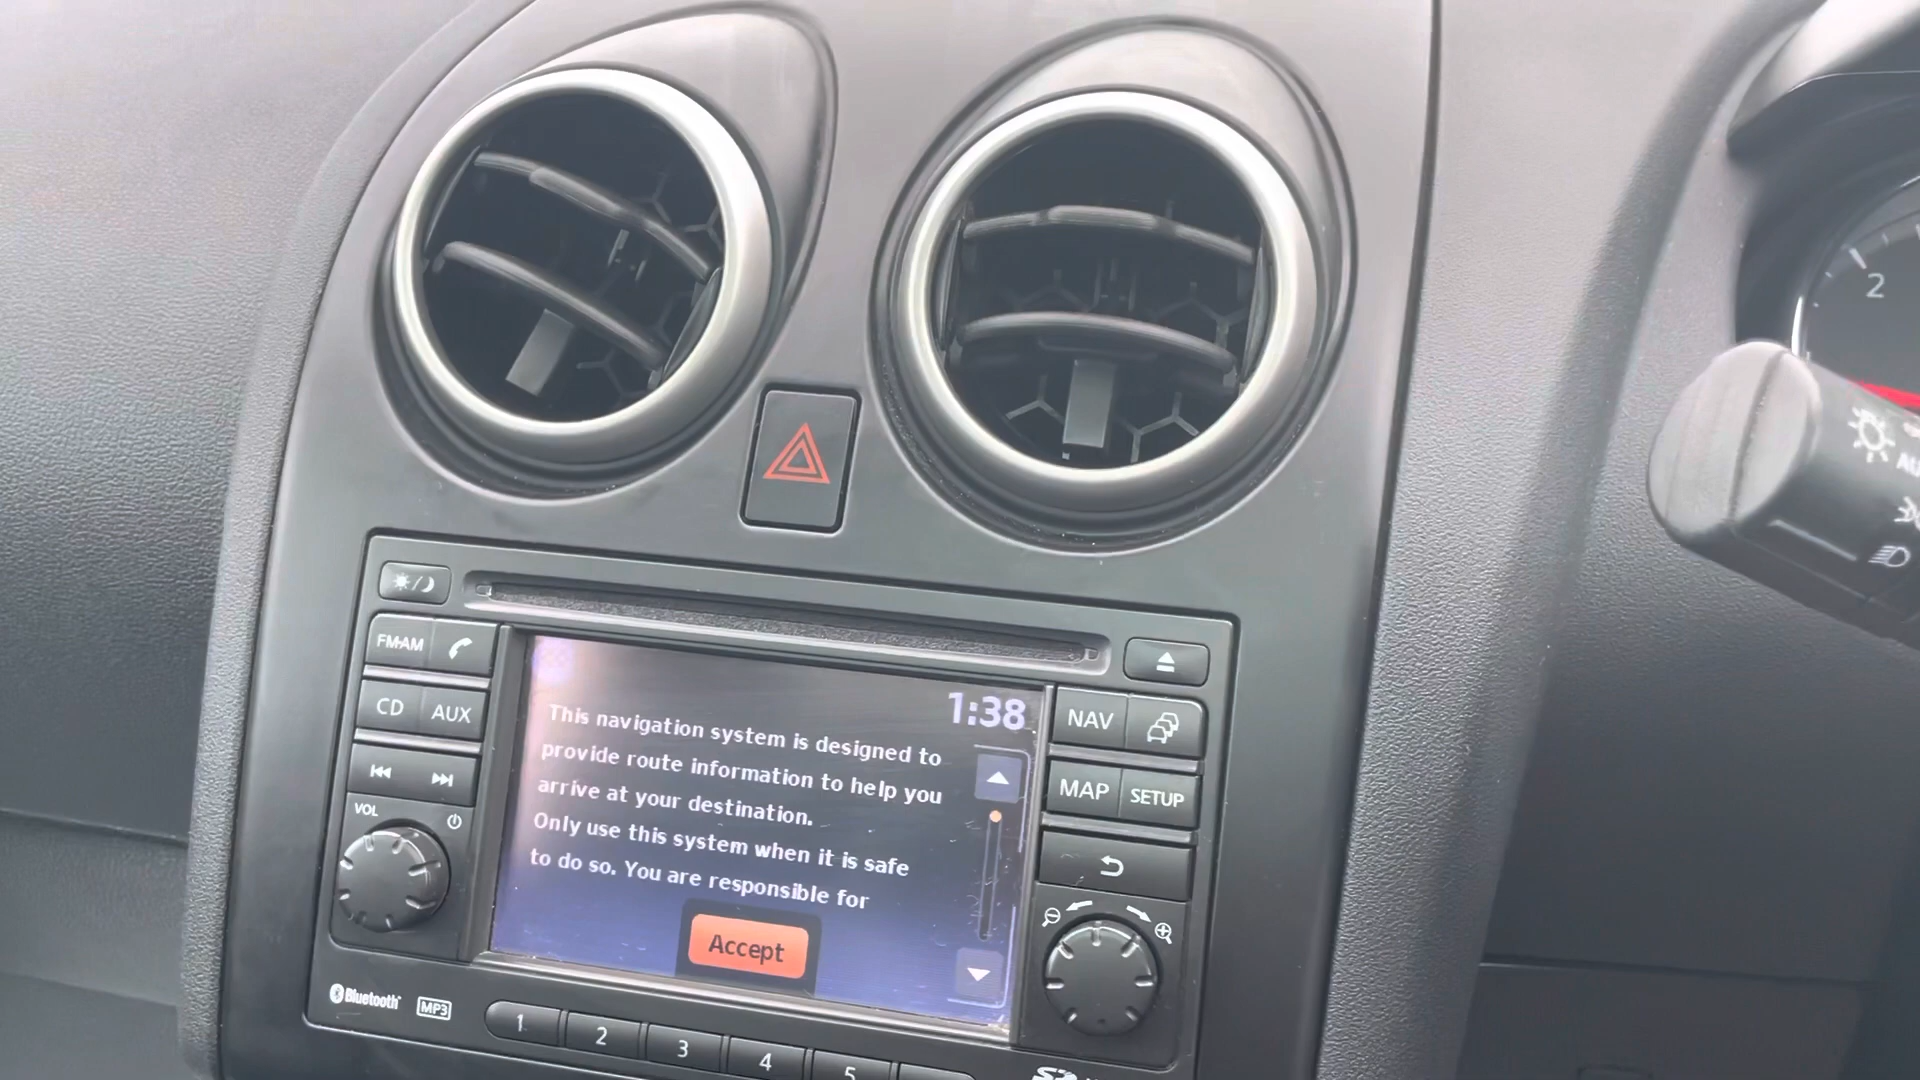 2
FM·AM
CD
AUX
VOL
1:38
This navigation system is designed to
provide route information to help you
arrive at your destination.
Only use this system when it is safe
to do so. You are responsible for
Accept
NAV
MAP
SETUP
Bluetooth
MP3
1
2
3
4
5